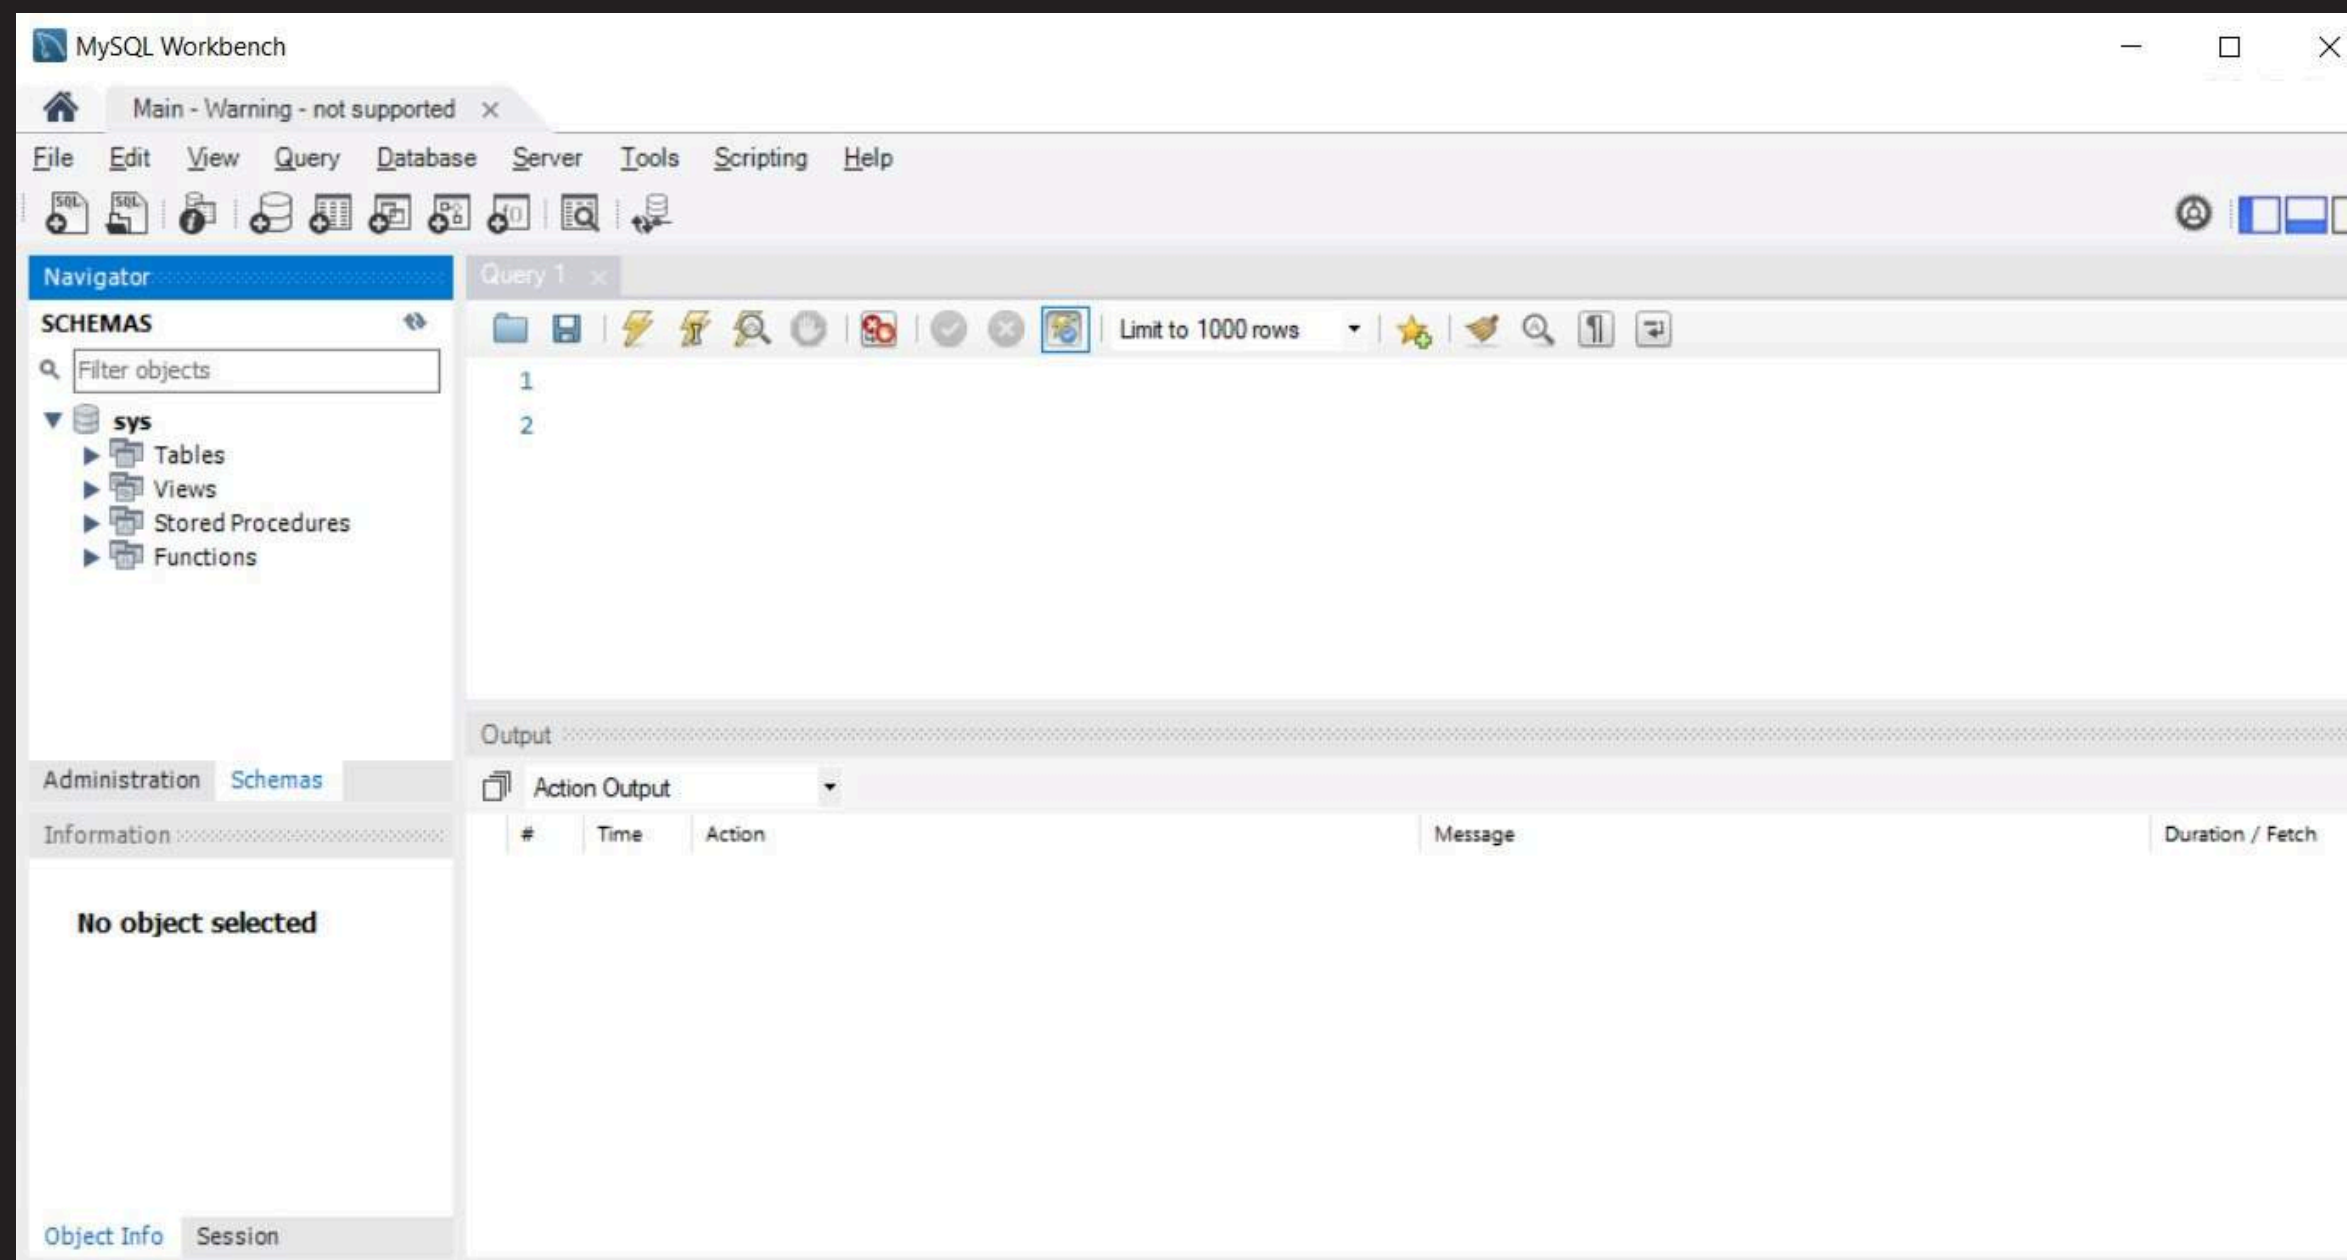 MySQL Workbench
Main - Warning - not supported
File Edit View Query Database Server Tools Scripting Help
Navigator
Query 1
SCHEMAS
Limit to 1000 rows
Filter objects
1
2
sys
Tables
Views
Stored Procedures
Functions
Output
Administration Schemas
Action Output
Information
# Time Action Message Duration / Fetch
No object selected
Object Info Session